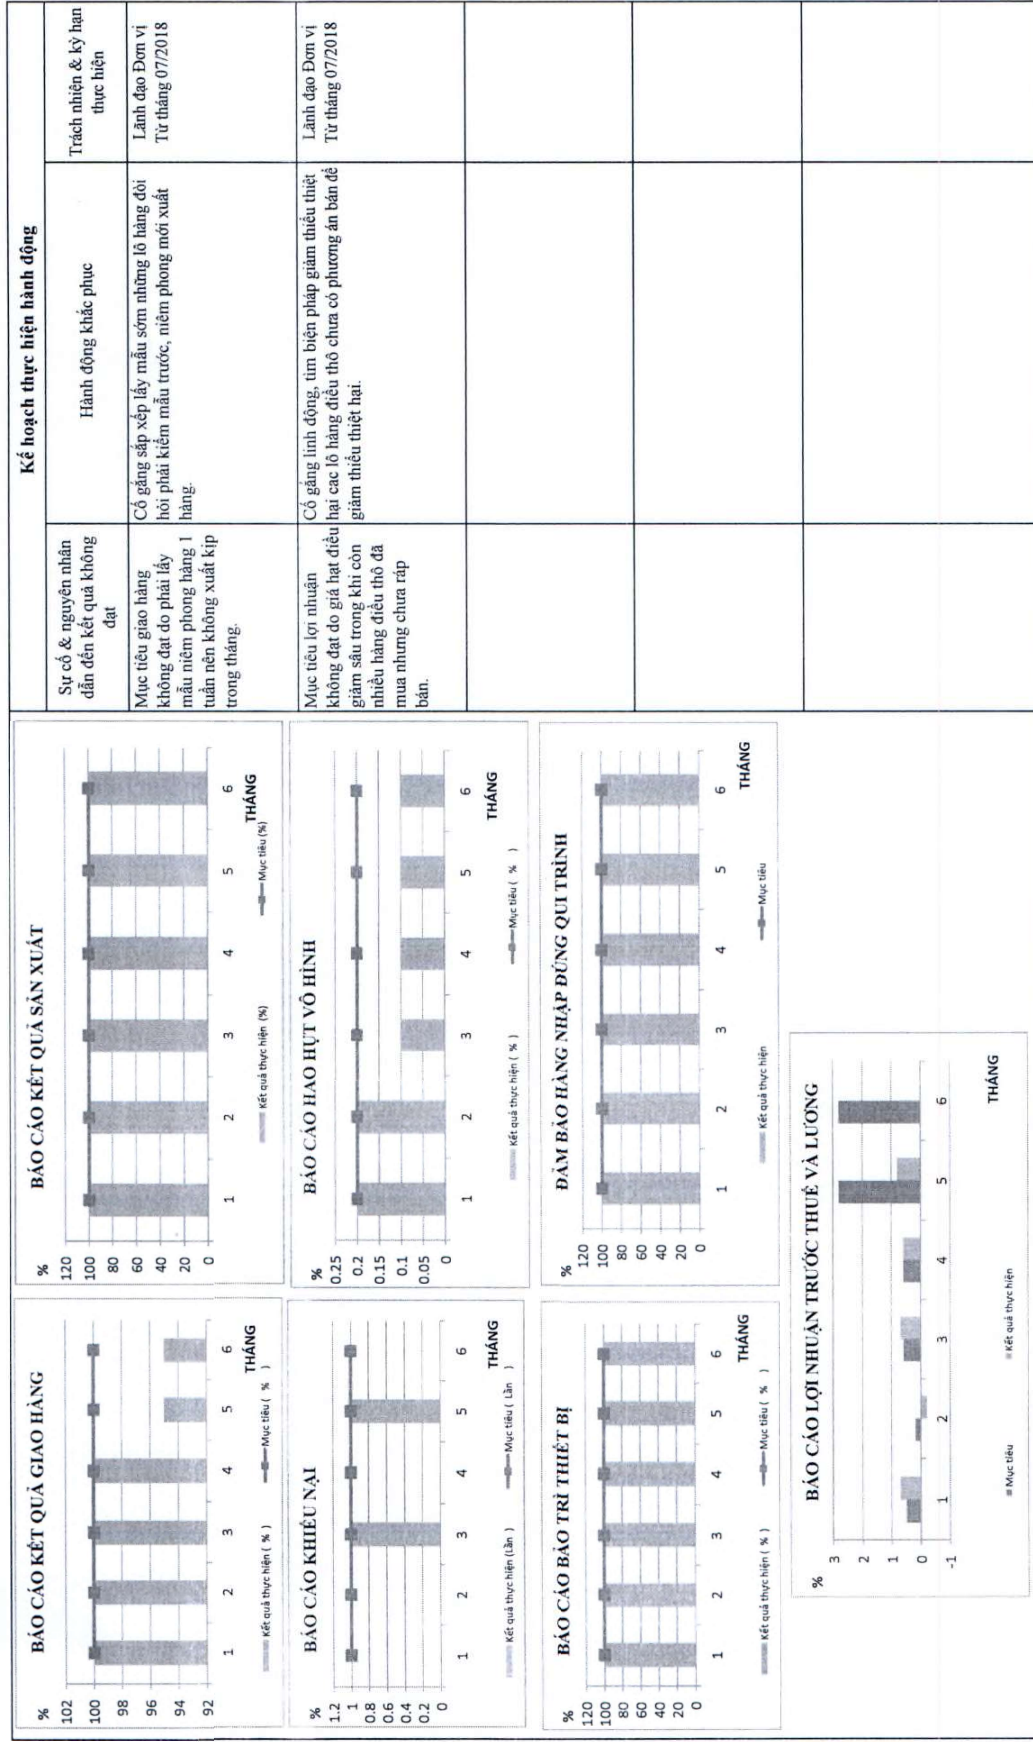 BÁO CÁO KẾT QUẢ GIAO HÀNG
%
102
100
98
96
94
92
1 2 3 4 5 6
THÁNG
Kết quả thực hiện ( % ) Mục tiêu ( % )
BÁO CÁO KẾT QUẢ SẢN XUẤT
%
120
100
80
60
40
20
0
1 2 3 4 5 6
THÁNG
Kết quả thực hiện (%) Mục tiêu (%)
BÁO CÁO KHIẾU NẠI
%
1.2
1
0.8
0.6
0.4
0.2
0
1 2 3 4 5 6
THÁNG
Kết quả thực hiện (Lần ) Mục tiêu ( Lần )
BÁO CÁO HAO HỤT VÔ HÌNH
%
0.25
0.2
0.15
0.1
0.05
0
1 2 3 4 5 6
THÁNG
Kết quả thực hiện ( % ) Mục tiêu ( % )
BÁO CÁO BẢO TRÌ THIẾT BỊ
%
120
100
80
60
40
20
0
1 2 3 4 5 6
THÁNG
Kết quả thực hiện ( % ) Mục tiêu ( % )
ĐẢM BẢO HÀNG NHẬP ĐÚNG QUI TRÌNH
%
120
100
80
60
40
20
0
1 2 3 4 5 6
THÁNG
Kết quả thực hiện Mục tiêu
BÁO CÁO LỢI NHUẬN TRƯỚC THUẾ VÀ LƯƠNG
%
3
2
1
0
-1
1 2 3 4 5 6
THÁNG
Mục tiêu Kết quả thực hiện
Kế hoạch thực hiện hành động
Sự cố & nguyên nhân
dẫn đến kết quả không
đạt
Hành động khắc phục
Trách nhiện & kỳ hạn
thực hiện
Mục tiêu giao hàng
không đạt do phải lấy
mẫu niêm phong hàng 1
tuần nên không xuất kịp
trong tháng.
Cố gắng sắp xếp lấy mẫu sớm những lô hàng đòi
hỏi phải kiểm mẫu trước, niêm phong mới xuất
hàng.
Lãnh đạo Đơn vị
Từ tháng 07/2018
Mục tiêu lợi nhuận
không đạt do giá hạt điều
giảm sâu trong khi còn
nhiều hàng điều thô đã
mua nhưng chưa ráp
bán.
Cố gắng linh động, tìm biện pháp giảm thiểu thiệt
hại cac lô hàng điều thô chưa có phương án bán để
giảm thiểu thiệt hại.
Lãnh đạo Đơn vị
Từ tháng 07/2018